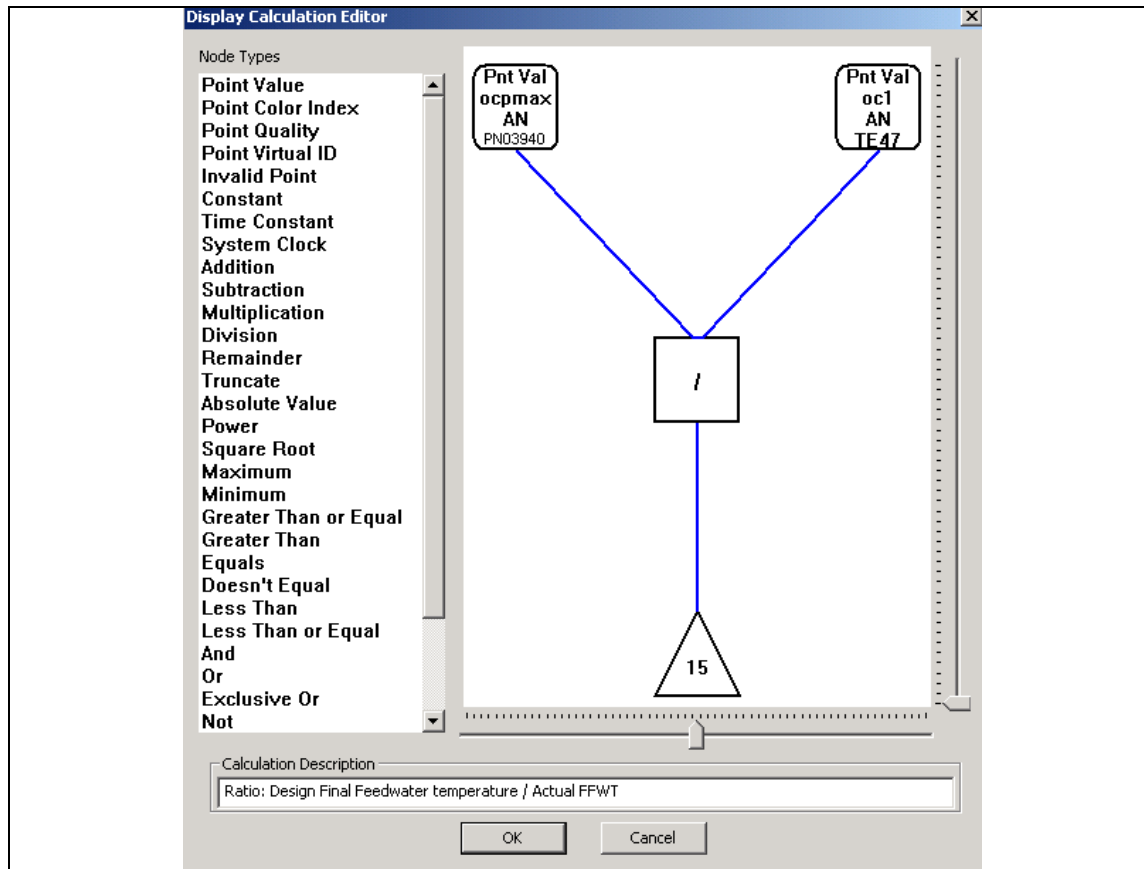 Display Calculation Editor
Node Types
Point Value
Point Color Index
Point Quality
Point Virtual ID
Invalid Point
Constant
Time Constant
System Clock
Addition
Subtraction
Multiplication
Division
Remainder
Truncate
Absolute Value
Power
Square Root
Maximum
Minimum
Greater Than or Equal
Greater Than
Equals
Doesn't Equal
Less Than
Less Than or Equal
And
Or
Exclusive Or
Not
Pnt Val
ocpmax
AN
PN03940
Pnt Val
oc1
AN
TE47
/
15
Calculation Description
Ratio: Design Final Feedwater temperature / Actual FFWT
OK
Cancel